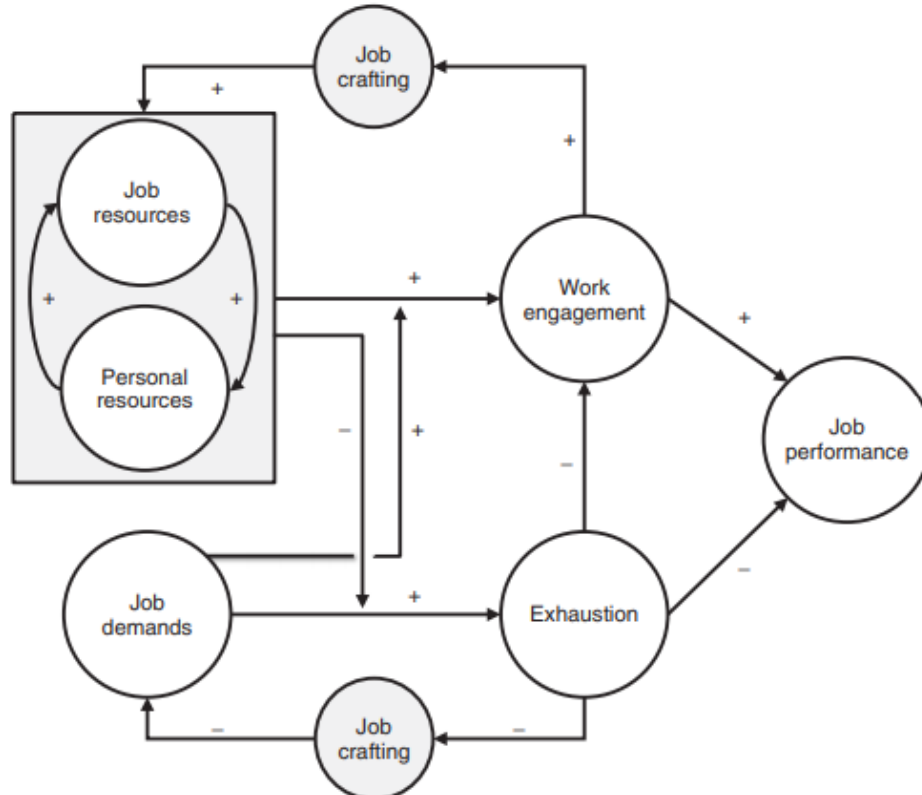 Job
crafting
+
+
Job
resources
+
+
+
Work
engagement
+
Personal
resources
–
+
Job
performance
–
–
Job
demands
+
Exhaustion
–
–
Job
crafting